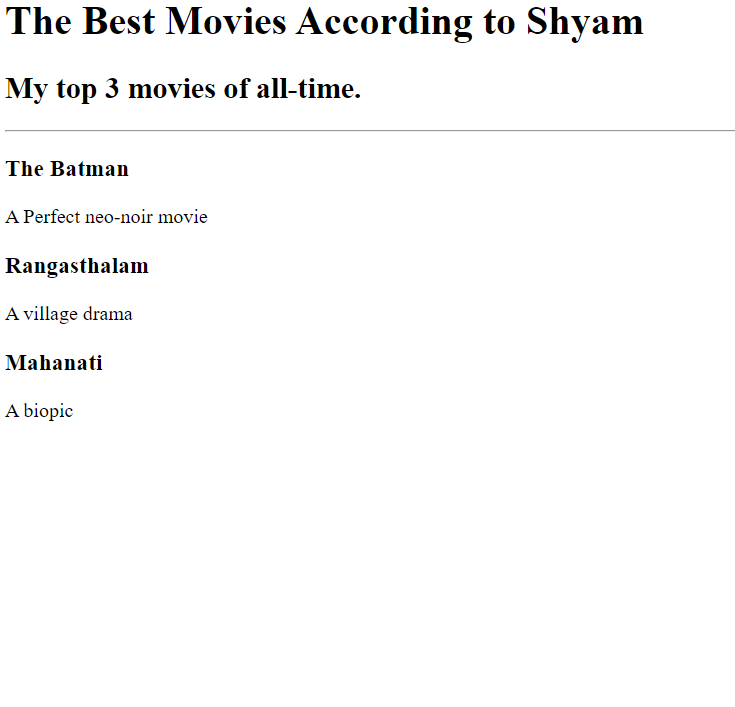 The Best Movies According to Shyam
My top 3 movies of all-time.
The Batman
A Perfect neo-noir movie
Rangasthalam
A village drama
Mahanati
A biopic